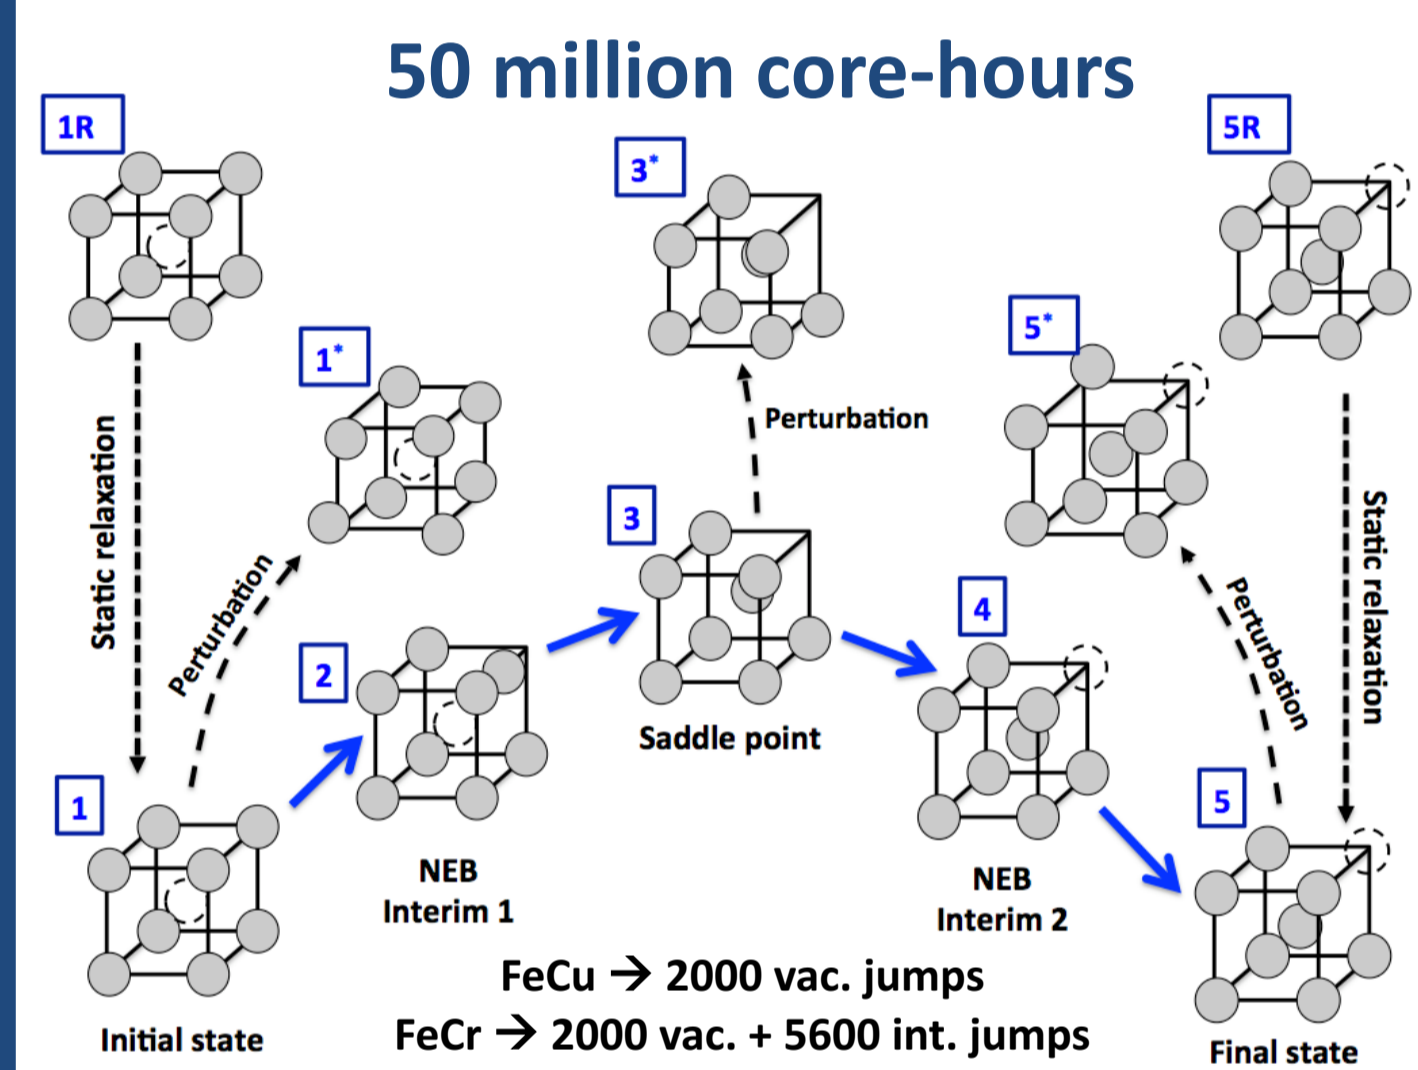 50 million core-hours
1R
3*
5R
1*
5*
Static relaxation
Perturbation
Perturbation
3
Static relaxation
Perturbation
2
4
Saddle point
1
5
NEB
Interim 1
NEB
Interim 2
FeCu → 2000 vac. jumps
FeCr → 2000 vac. + 5600 int. jumps
Initial state
Final state